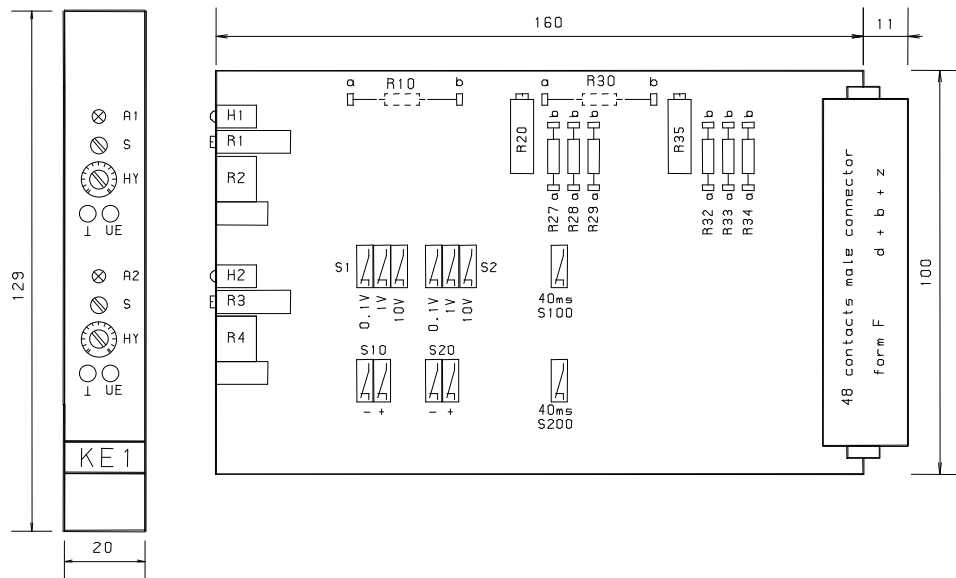 160
11
129
A1
S
HY
⊥ UE
A2
S
HY
⊥ UE
KE1
20
a R10 b
a R30 b
H1
R1
R2
R20
b b b
a a a
R27 R28 R29
R35
b b b
a a a
R32 R33 R34
H2
R3
R4
S1
0.1V 1V 10V
S2
0.1V 1V 10V
40ms
S100
S10
- +
S20
- +
40ms
S200
48 contacts male connector
form F d + b + z
100